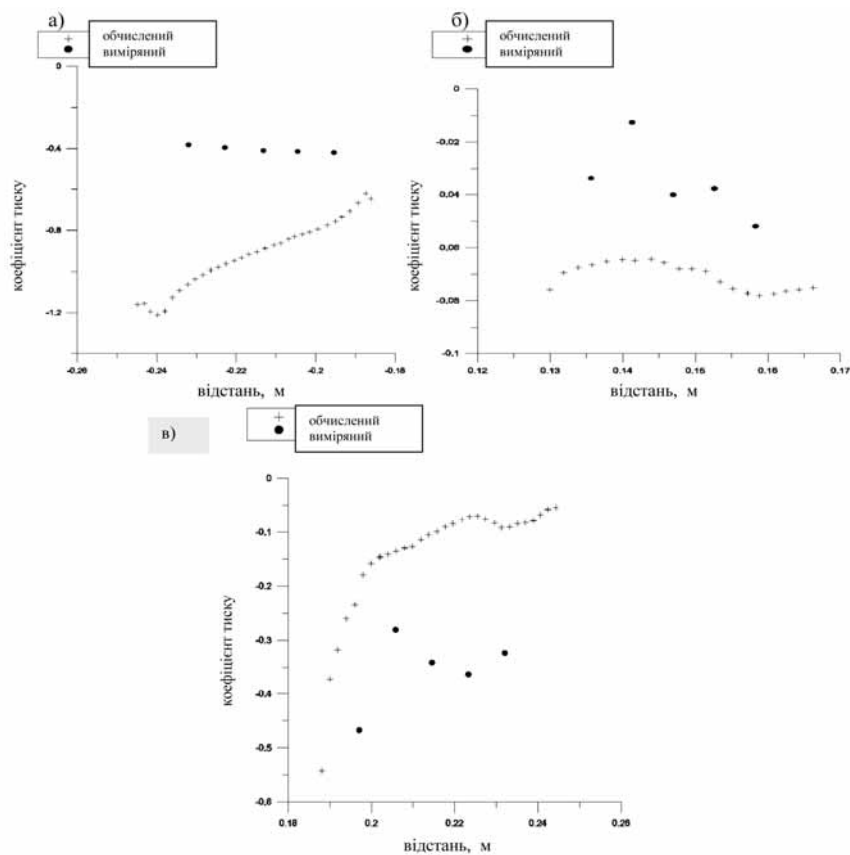 а)
обчислений
виміряний
0
-0.4
-0.8
-1.2
коефіцієнт тиску
-0.26
-0.24
-0.22
-0.2
-0.18
відстань, м
б)
обчислений
виміряний
0
-0.02
0.04
0.06
-0.08
-0.1
коефіцієнт тиску
0.12
0.13
0.14
0.15
0.16
0.17
відстань, м
в)
обчислений
виміряний
0
-0.1
-0.2
-0.3
-0.4
-0.5
-0.6
коефіцієнт тиску
0.18
0.2
0.22
0.24
0.26
відстань, м